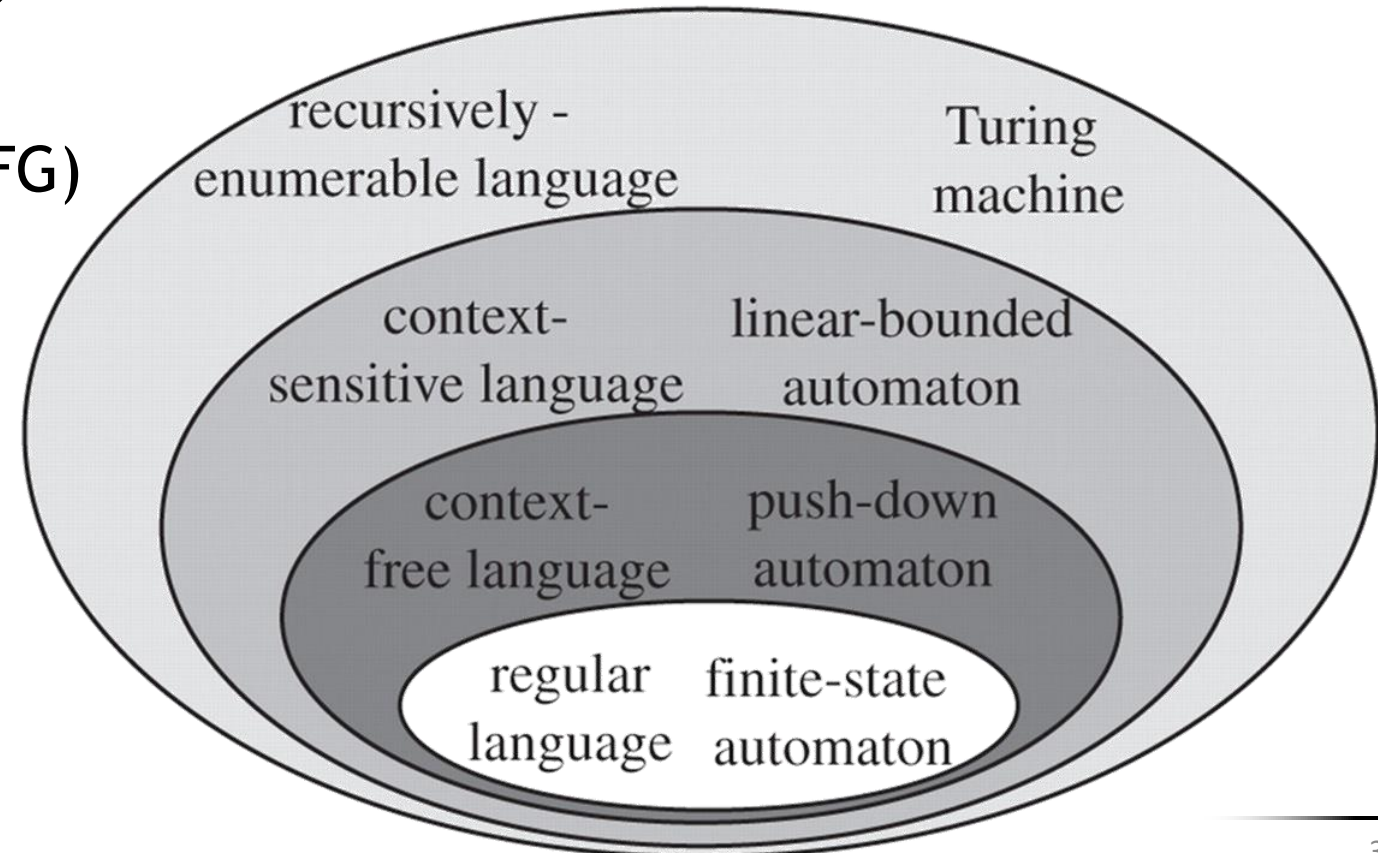 FG)
recursively -
enumerable language
Turing
machine
context-
sensitive language
linear-bounded
automaton
context-
free language
push-down
automaton
regular
language
finite-state
automaton